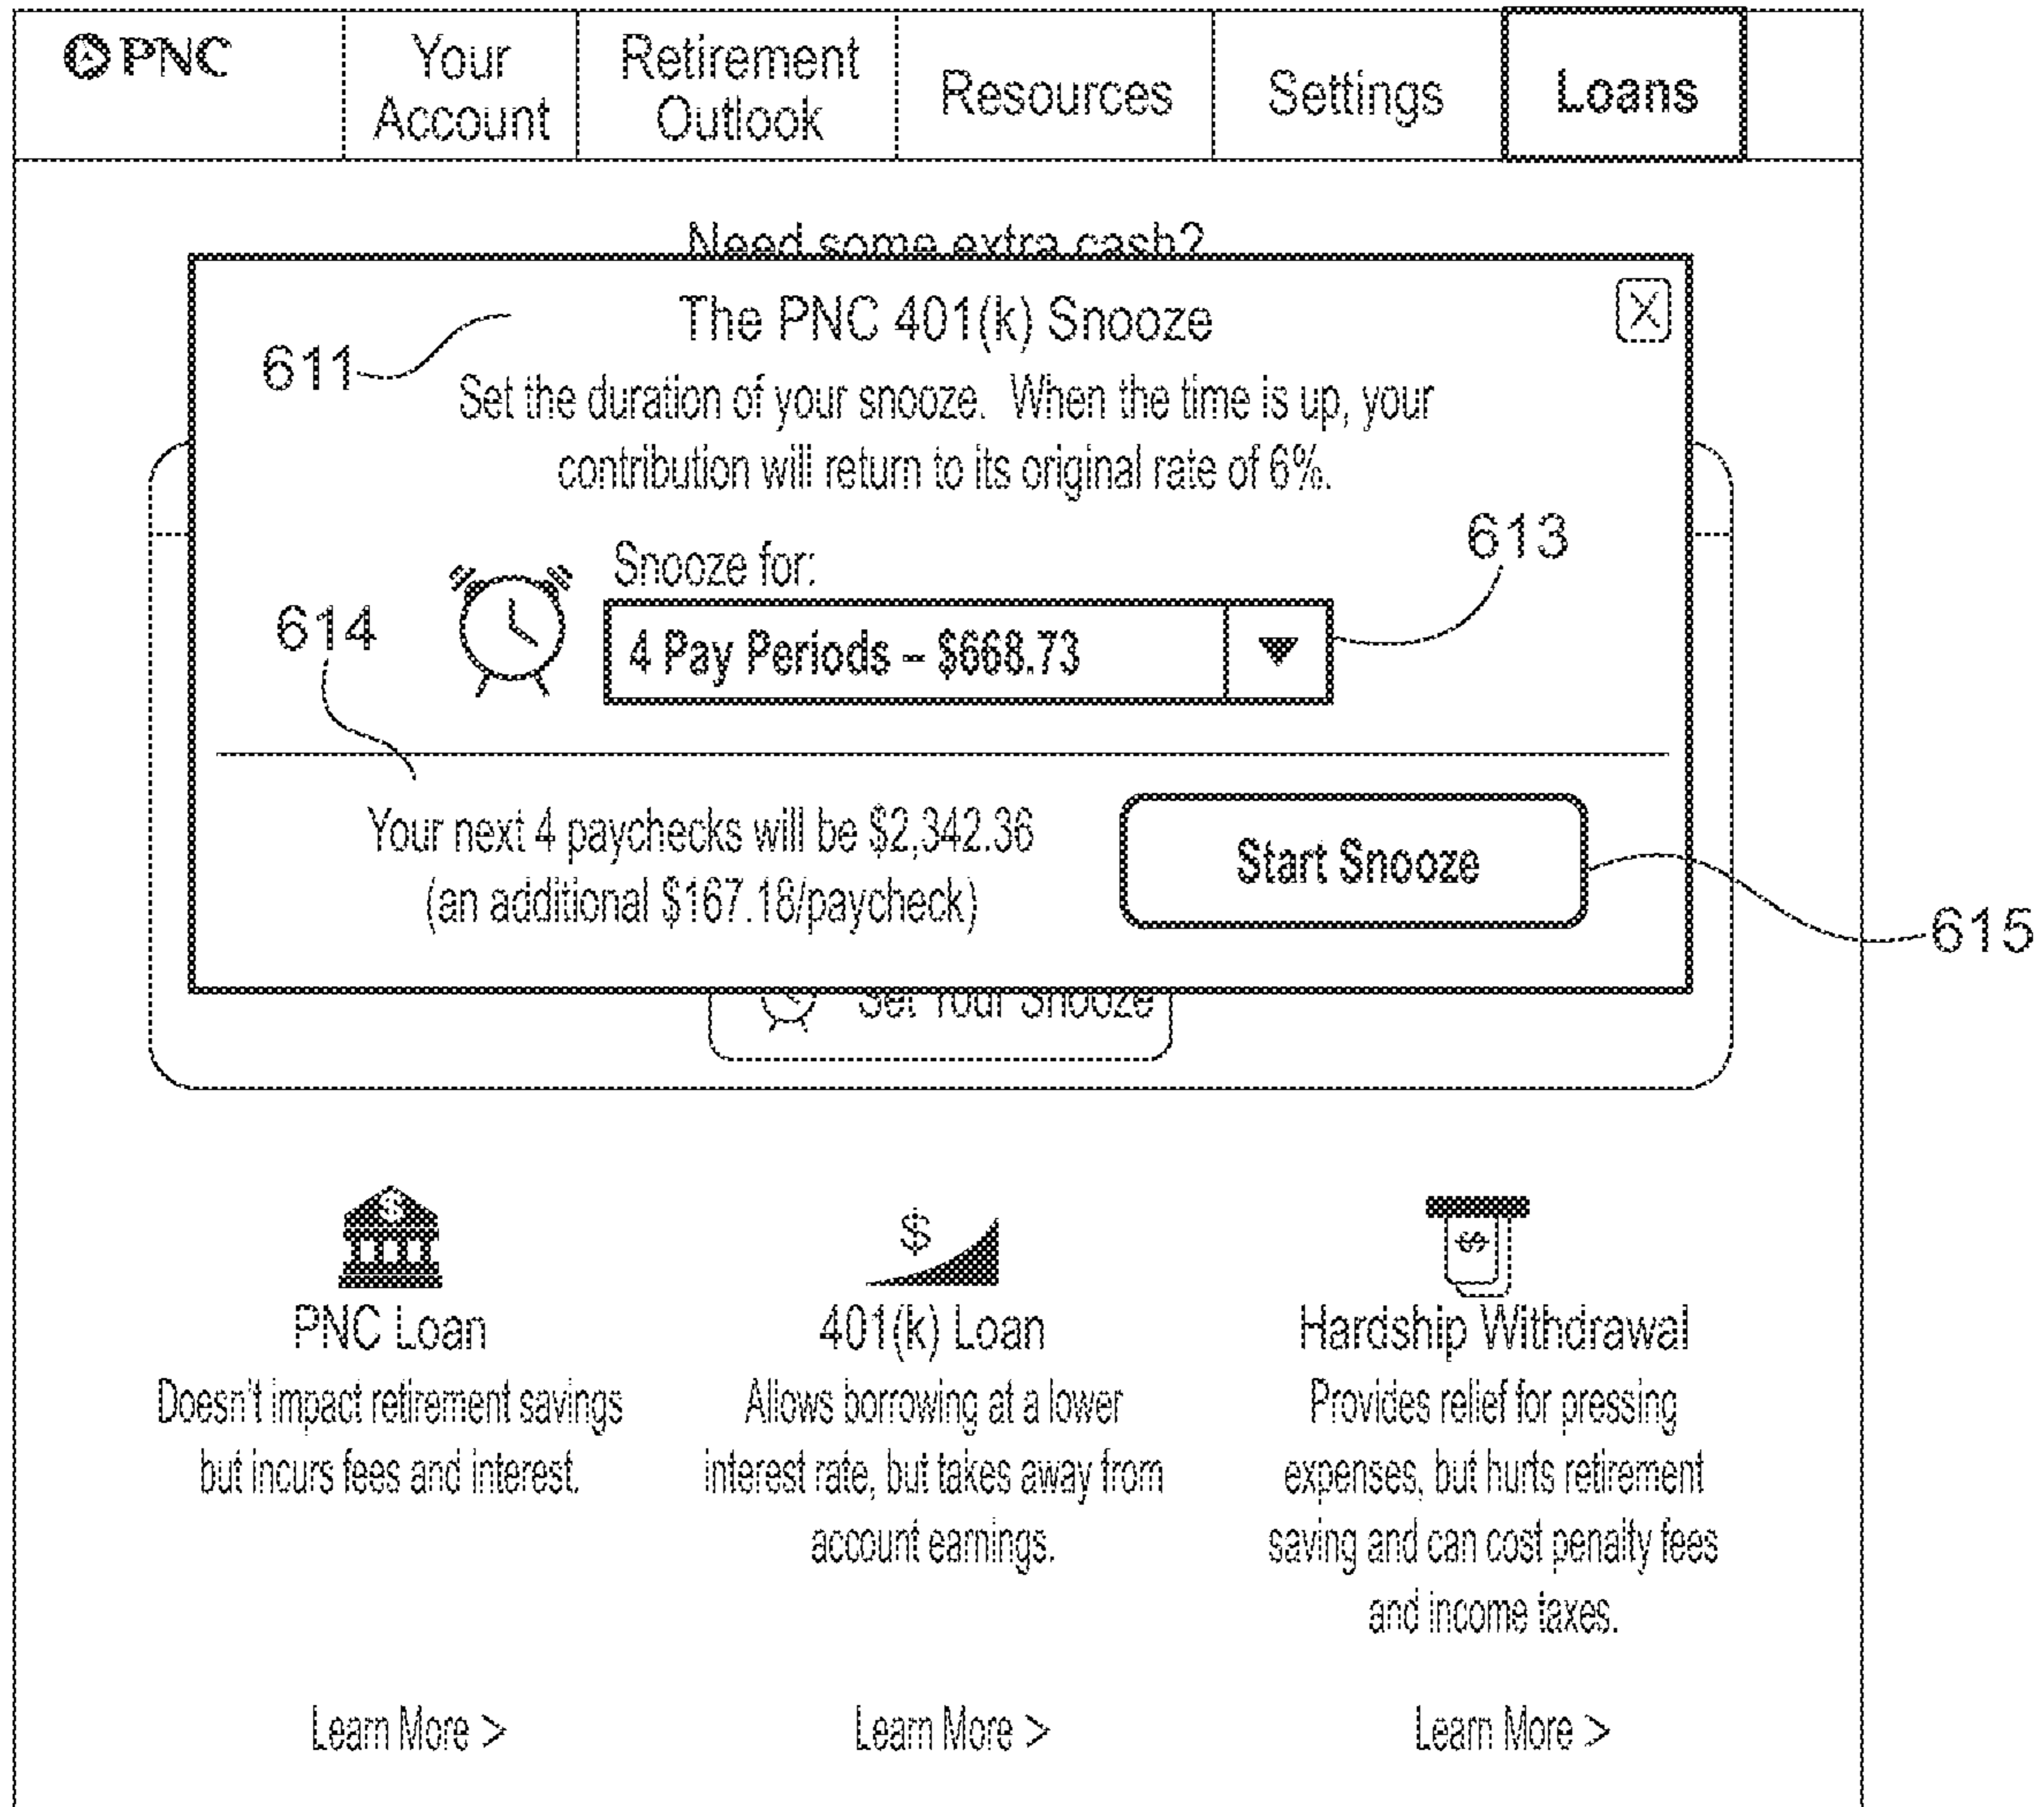 PNC
Your
Account
Retirement
Outlook
Resources
Settings
Loans
Need some extra cash?
The PNC 401(k) Snooze
X
611
Set the duration of your snooze. When the time is up, your
contribution will return to its original rate of 6%.
613
Snooze for:
614
4 Pay Periods – $668.73
Your next 4 paychecks will be $2,342.36
(an additional $167.18/paycheck)
Start Snooze
615
Set Your Snooze
$
$
$
PNC Loan
Doesn't impact retirement savings
but incurs fees and interest.
Learn More >
401(k) Loan
Allows borrowing at a lower
interest rate, but takes away from
account earnings.
Learn More >
Hardship Withdrawal
Provides relief for pressing
expenses, but hurts retirement
saving and can cost penalty fees
and income taxes.
Learn More >